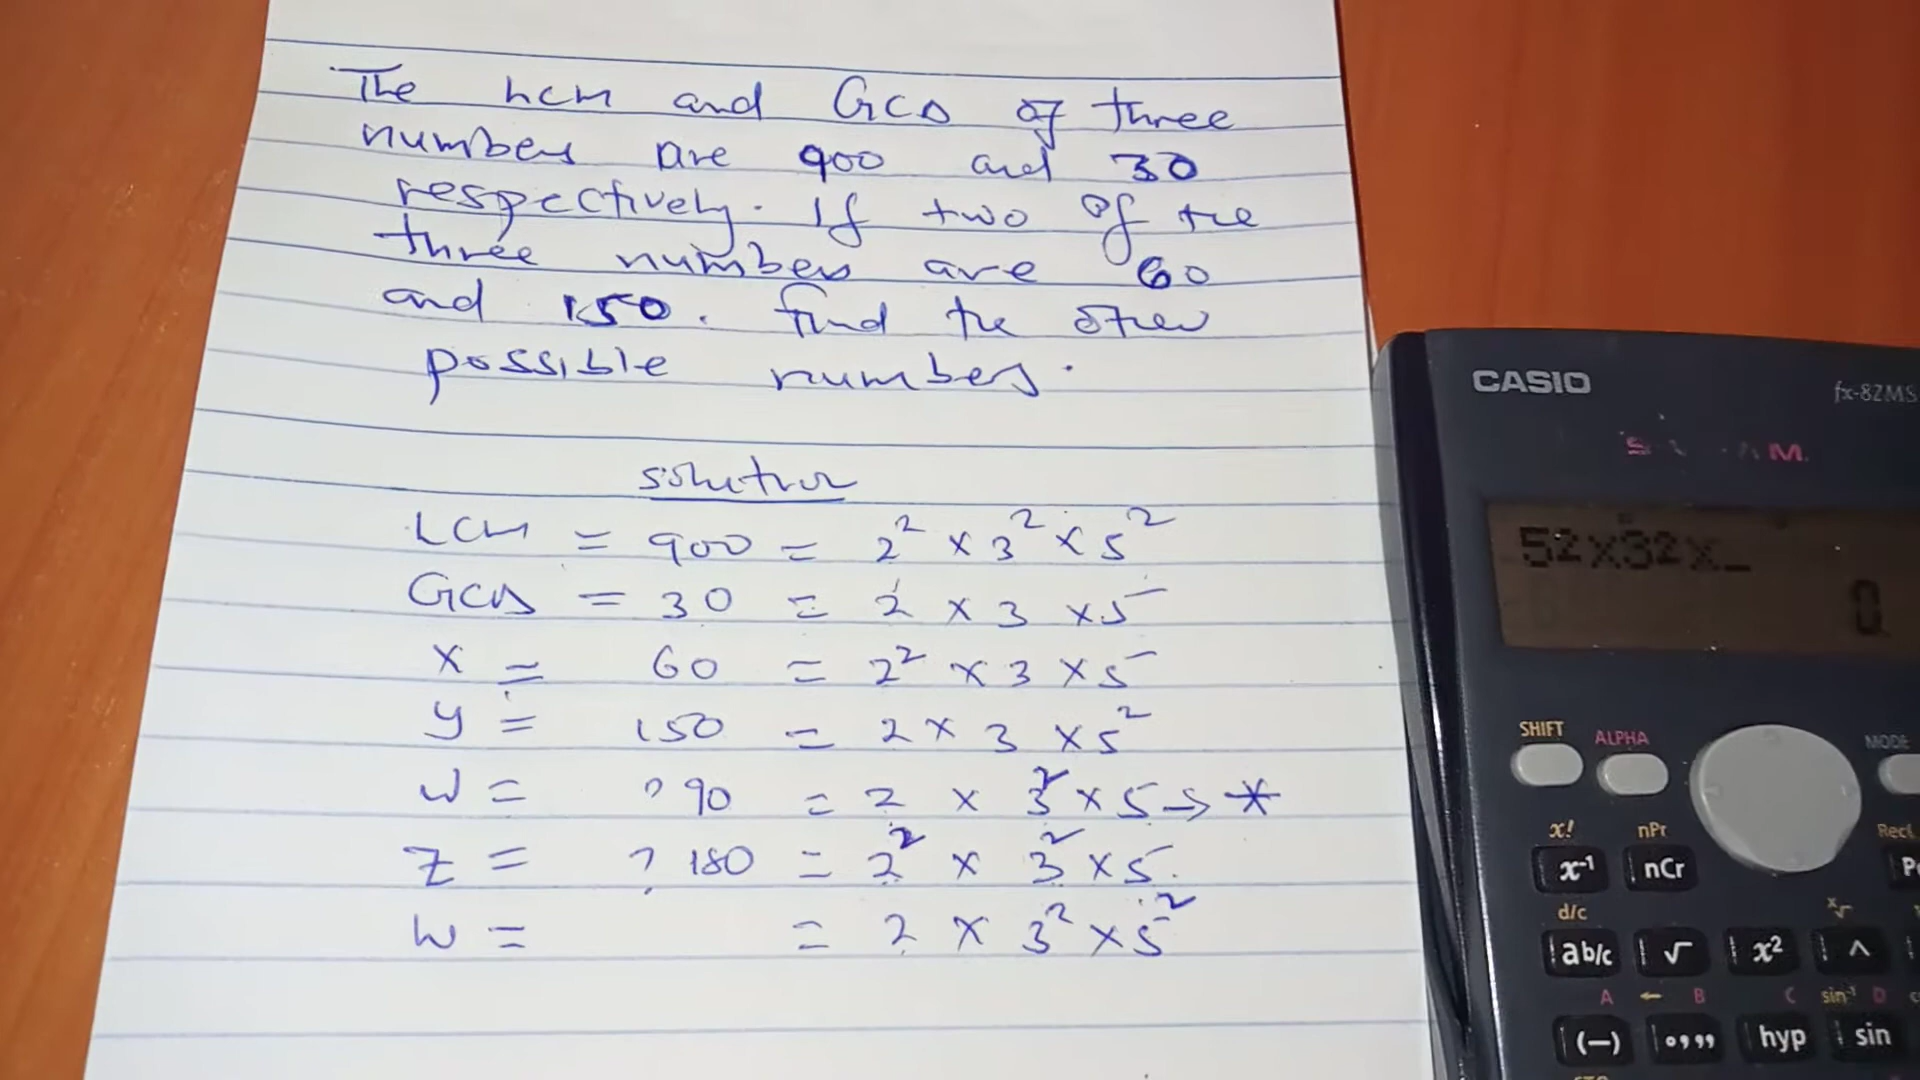 The LCM and GCD of three
numbers are 900 and 30
respectively. If two of the
three numbers are 60
and 150. find the other
possible numbers.
solution
LCM = 900 = 2² × 3² × 5²
GCD = 30 = 2 × 3 × 5
x = 60 = 2² × 3 × 5
y = 150 = 2 × 3 × 5²
W = ? 90 = 2 × 3² × 5 → *
Z = ? 180 = 2² × 3² × 5
W = = 2 × 3² × 5²
CASIO
fx-82MS
M.
5²×3²×_
0
SHIFT
ALPHA
MODE
x!
nPr
x⁻¹
nCr
d/c
ab/c
√
x²
^
A
←
B
C
sin⁻¹
D
(−)
° ’ ”
hyp
sin